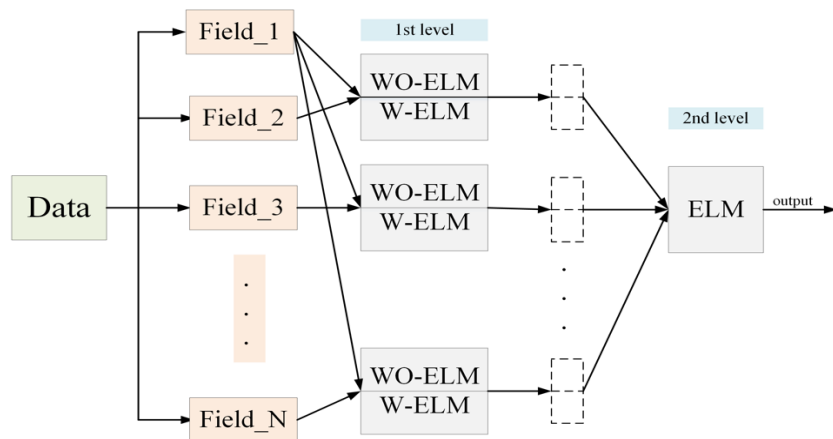 Data
Field_1
Field_2
Field_3
.
.
.
Field_N
1st level
WO-ELM
W-ELM
WO-ELM
W-ELM
WO-ELM
W-ELM
.
.
.
2nd level
ELM
output